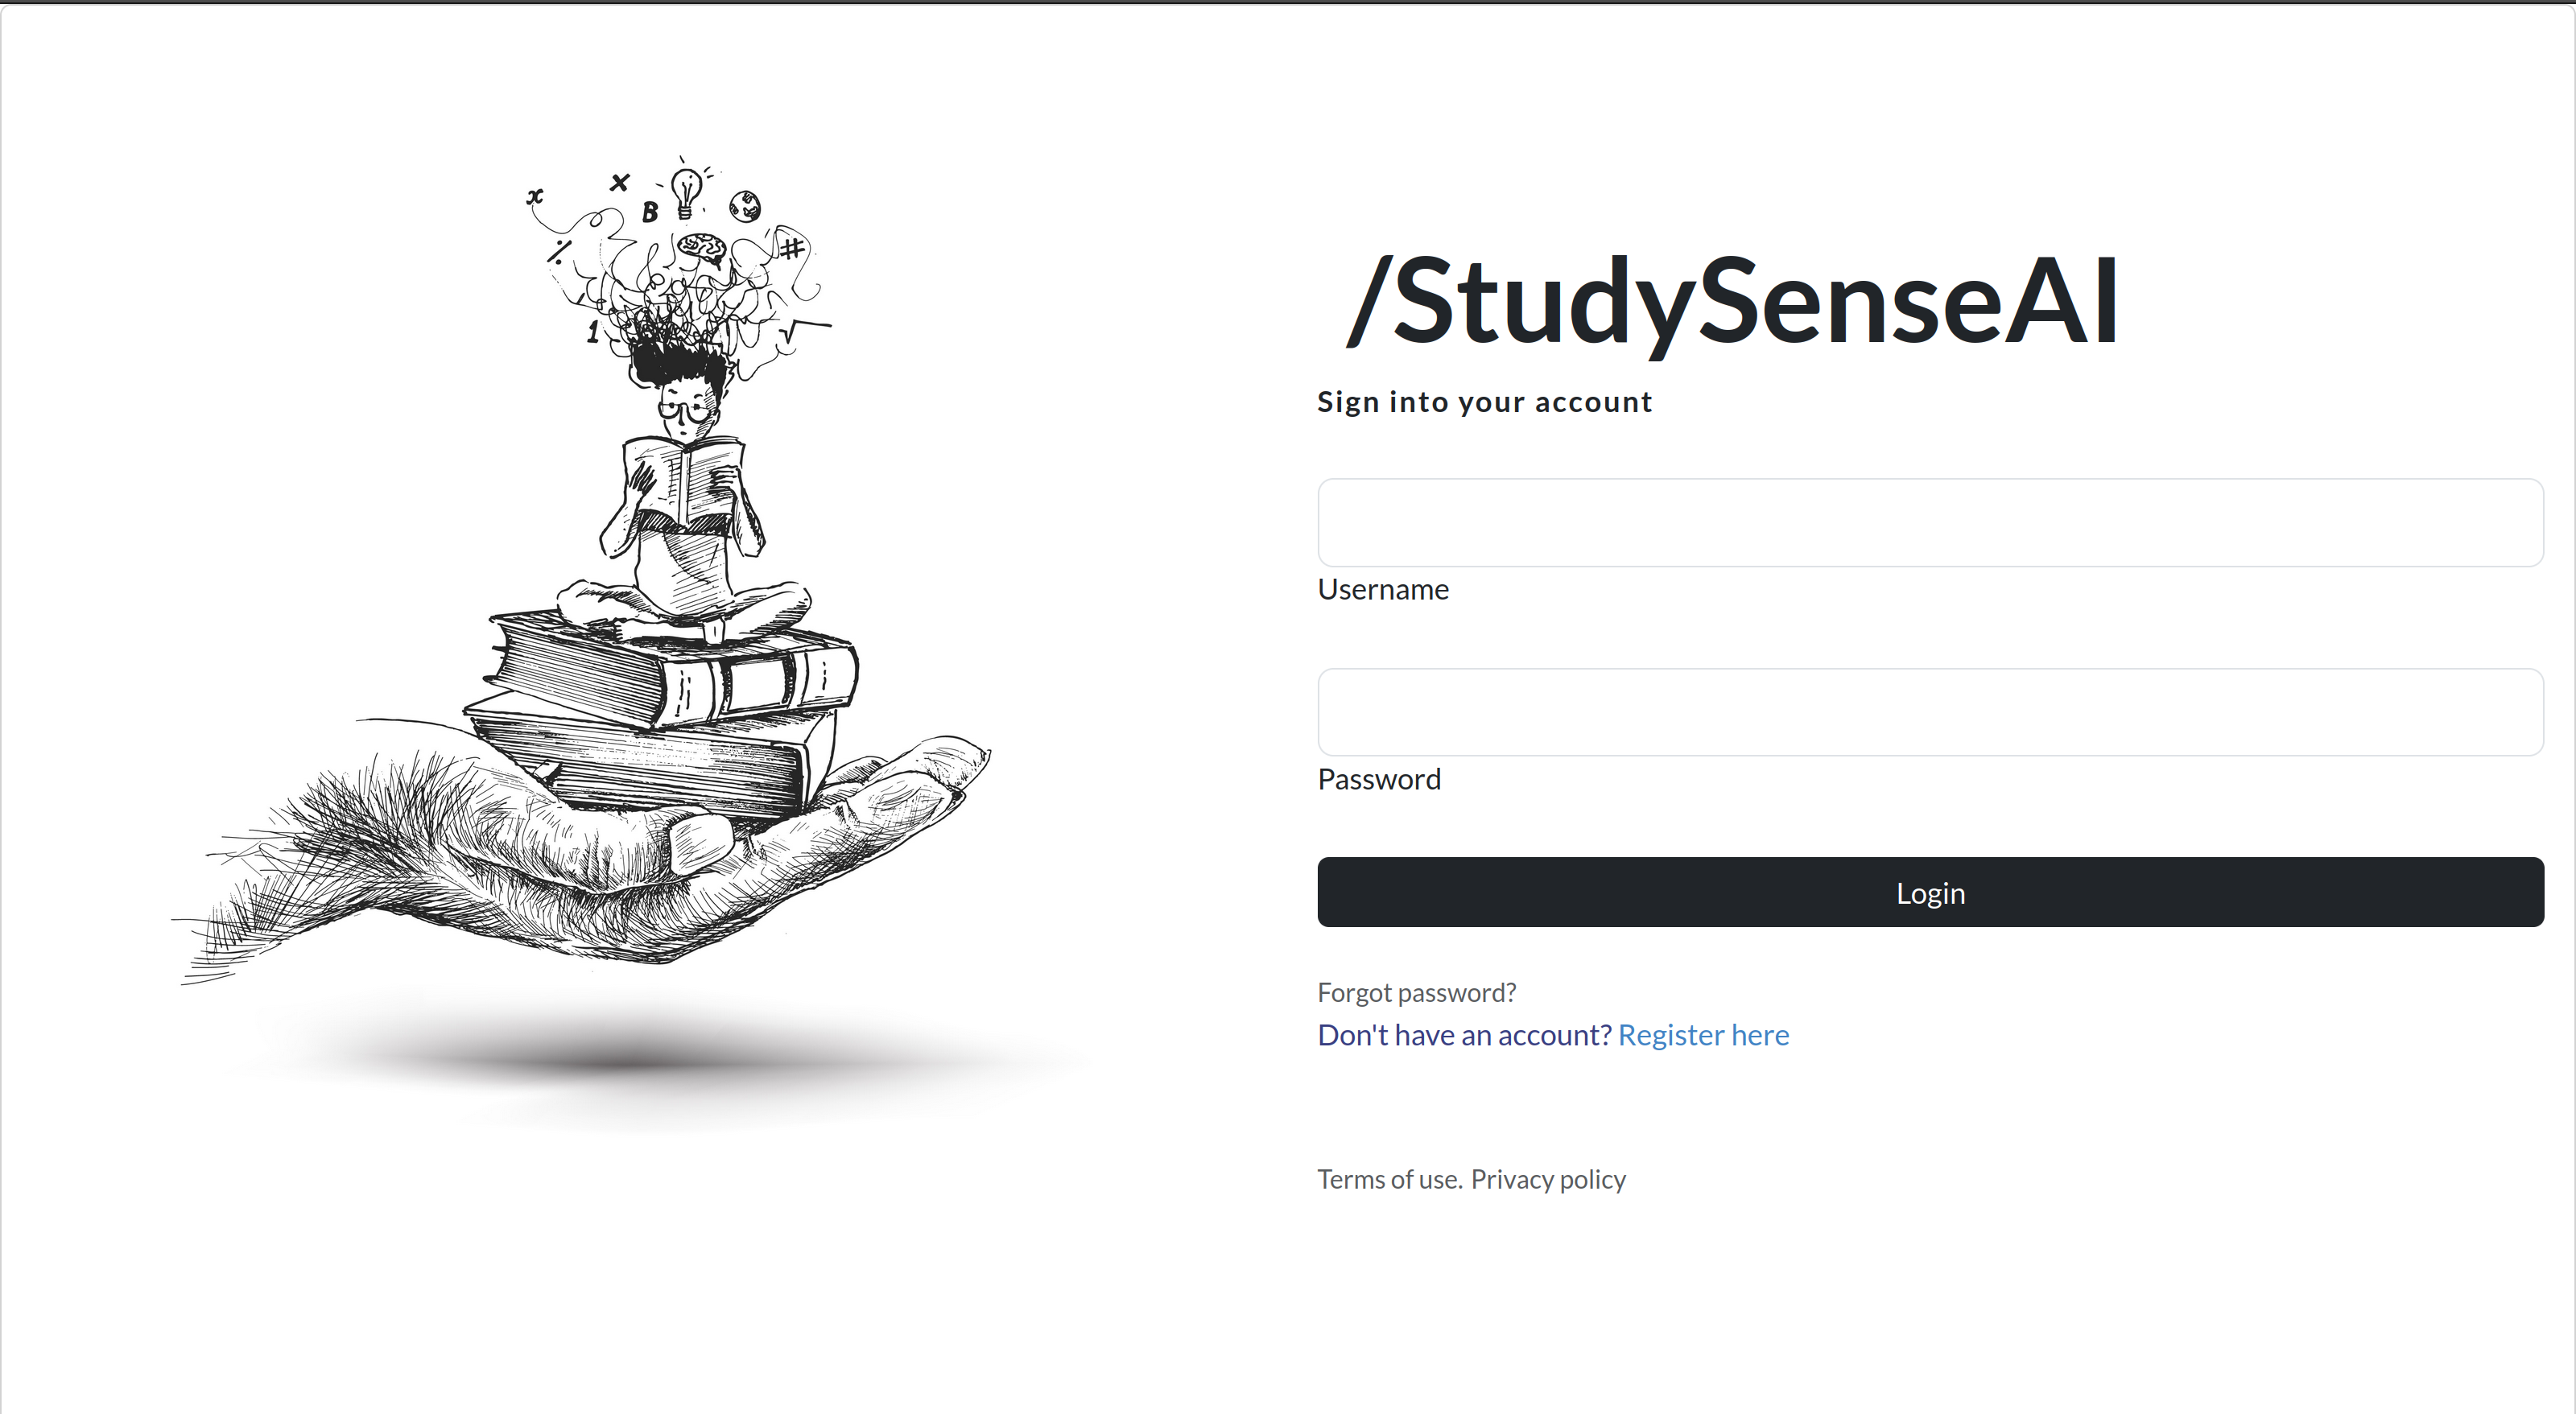 x
×
B
%
#
1
√
/StudySenseAI
Sign into your account
Username
Password
Login
Forgot password?
Don't have an account? Register here
Terms of use. Privacy policy